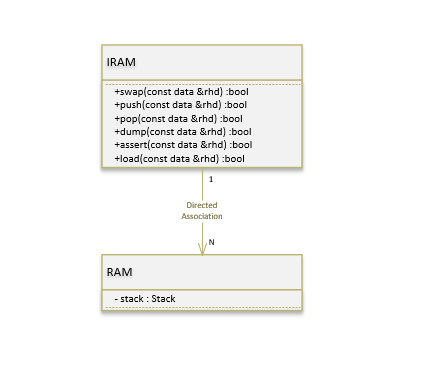 IRAM
+swap(const data &rhd) :bool
+push(const data &rhd) :bool
+pop(const data &rhd) :bool
+dump(const data &rhd) :bool
+assert(const data &rhd) :bool
+load(const data &rhd) :bool
1
Directed
Association
N
RAM
- stack : Stack